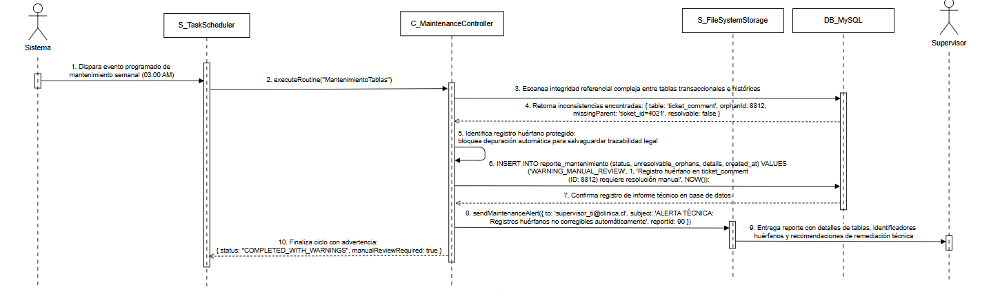 S_TaskScheduler
C_MaintenanceController
S_FileSystemStorage
DB_MySQL
Sistema
Supervisor
1. Dispara evento programado de
mantenimiento semanal (03:00 AM)
2. executeRoutine("MantenimientoTablas")
3. Escanea integridad referencial compleja entre tablas transaccionales e históricas
4. Retorna inconsistencias encontradas: { table: 'ticket_comment', orphanId: 8812,
missingParent: 'ticket_id=4021', resolvable: false }
5. Identifica registro huérfano protegido:
bloquea depuración automática para salvaguardar trazabilidad legal
6. INSERT INTO reporte_mantenimiento (status, unresolvable_orphans, details, created_at) VALUES
('WARNING_MANUAL_REVIEW', 1, 'Registro huérfano en ticket_comment
(ID: 8812) requiere resolución manual', NOW());
7. Confirma registro de informe técnico en base de datos
8. sendMaintenanceAlert({ to: 'supervisor_ti@clinica.cl', subject: 'ALERTA TÉCNICA:
Registros huérfanos no corregibles automáticamente', reportId: 90 })
9. Entrega reporte con detalles de tablas, identificadores
huérfanos y recomendaciones de remediación técnica
10. Finaliza ciclo con advertencia:
{ status: "COMPLETED_WITH_WARNINGS", manualReviewRequired: true }